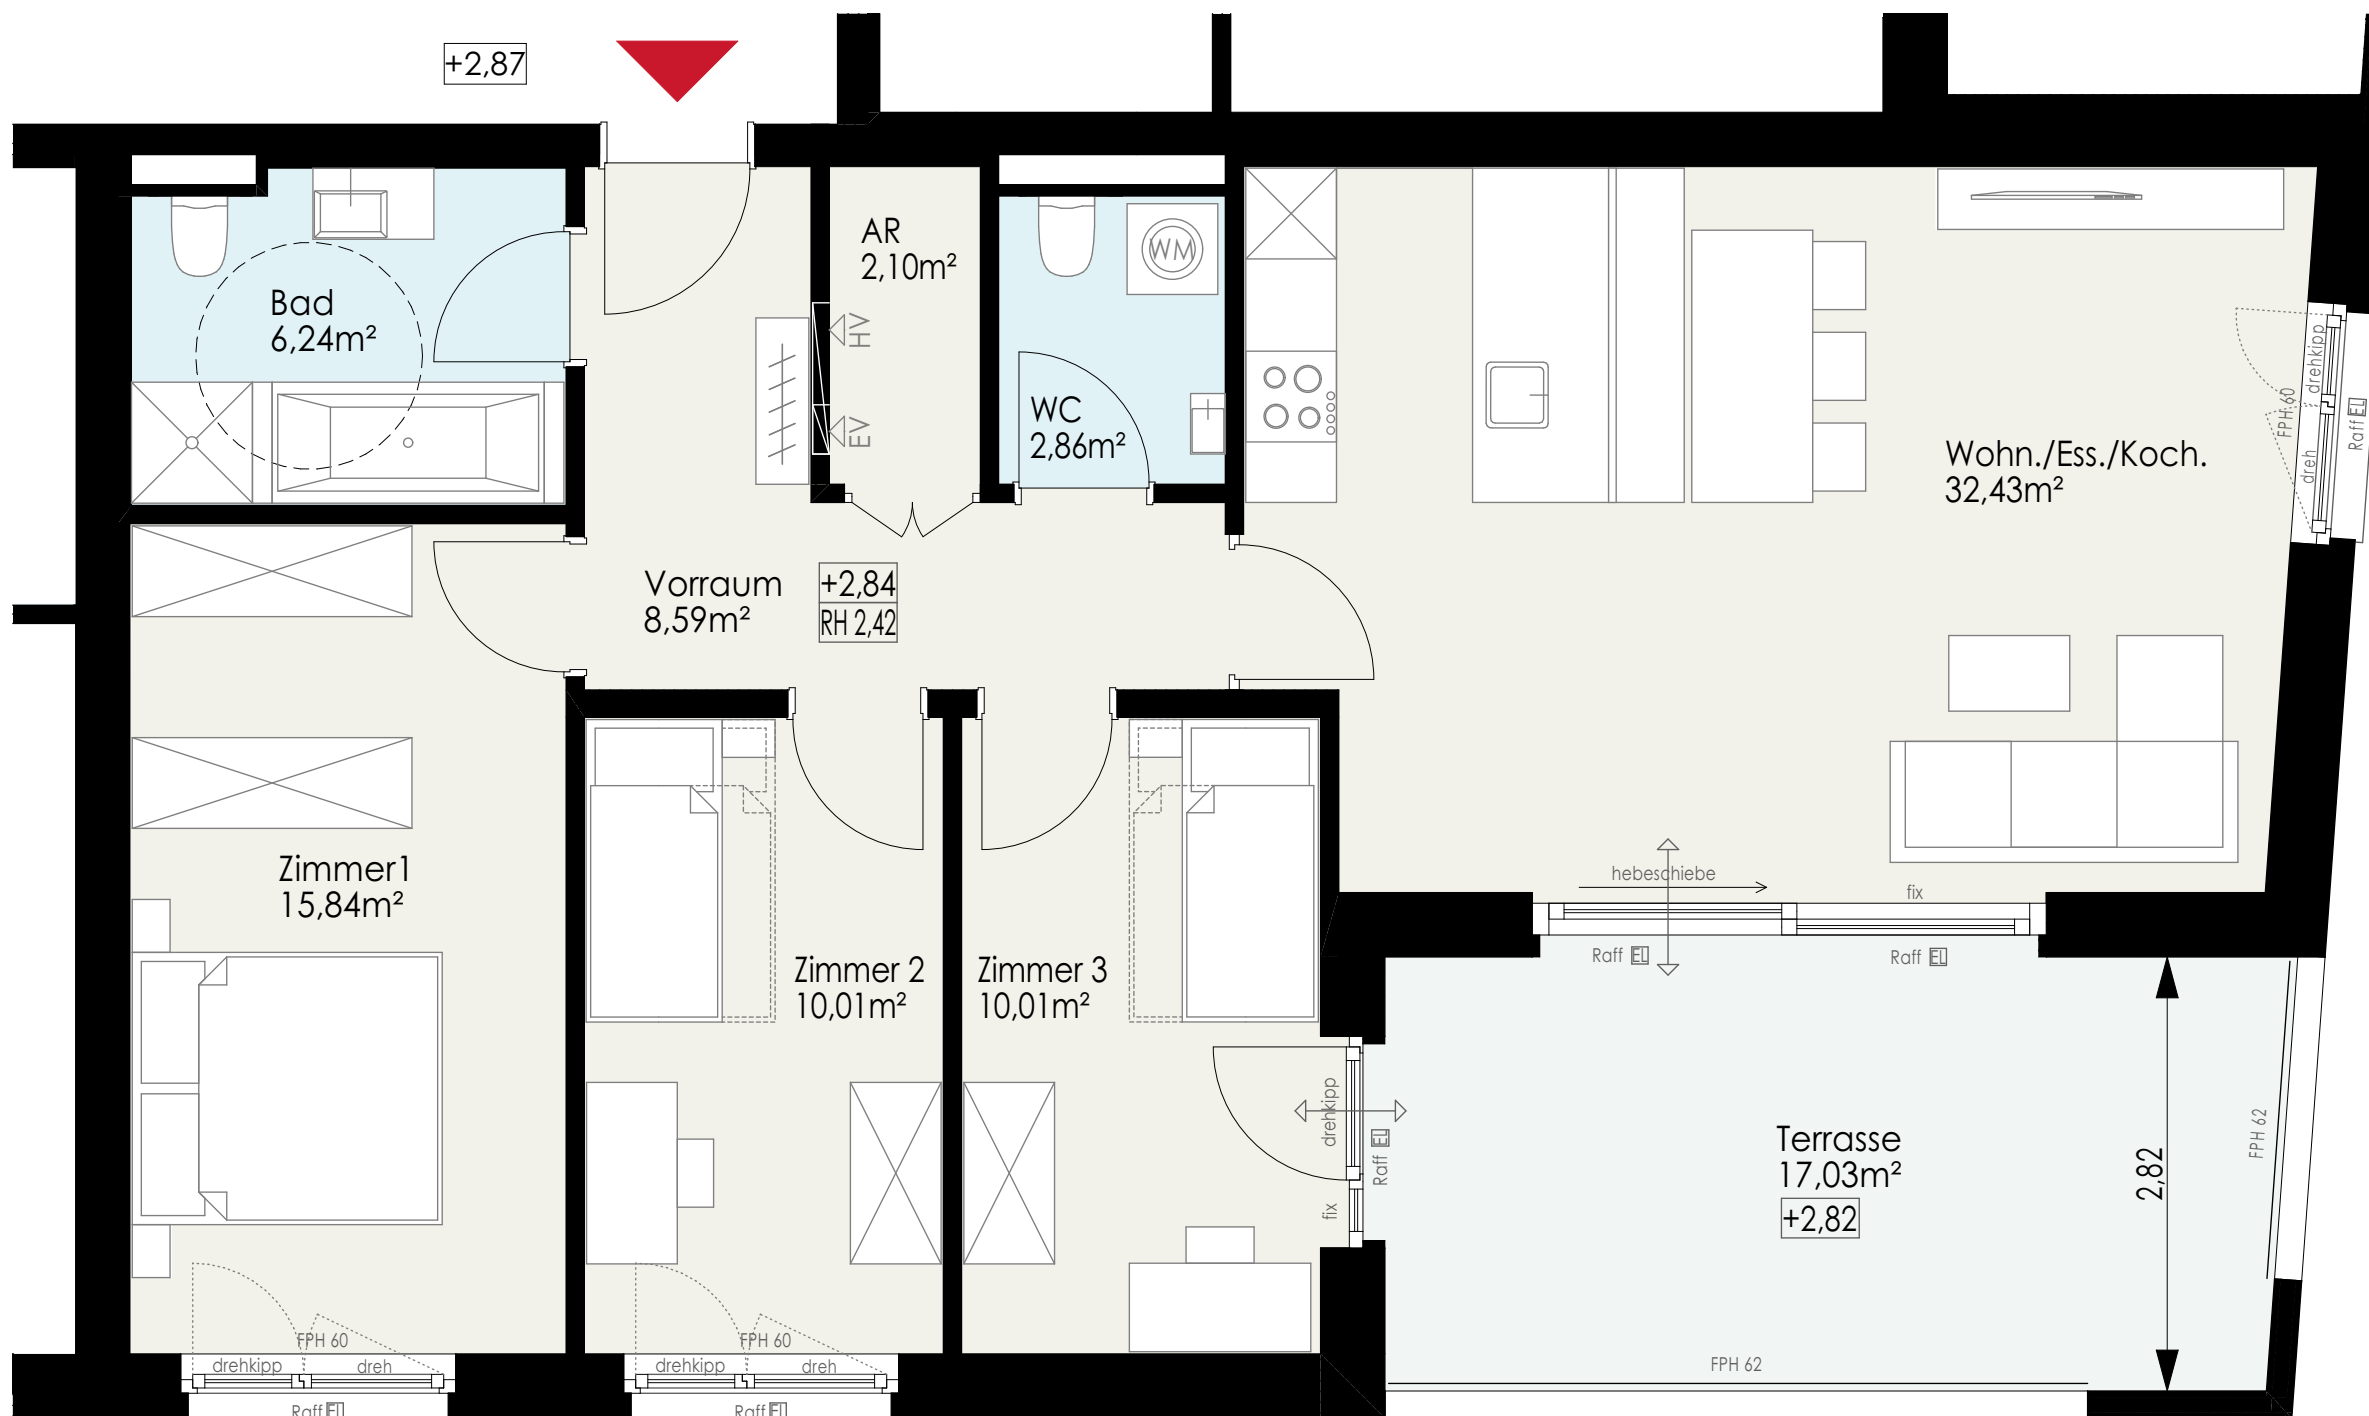 +2,87
AR
2,10m²
WM
Bad
6,24m²
HV
EV
WC
2,86m²
Wohn./Ess./Koch.
32,43m²
drehkipp
FPH 60
dreh
Raff EL
Vorraum
8,59m²
+2,84
RH 2,42
Zimmer1
15,84m²
hebeschiebe
fix
Raff EL
Raff EL
Zimmer 2
10,01m²
Zimmer 3
10,01m²
drehkipp
Raff EL
fix
Terrasse
17,03m²
+2,82
2,82
FPH 62
FPH 60
drehkipp
dreh
Raff EL
FPH 60
drehkipp
dreh
Raff EL
FPH 62